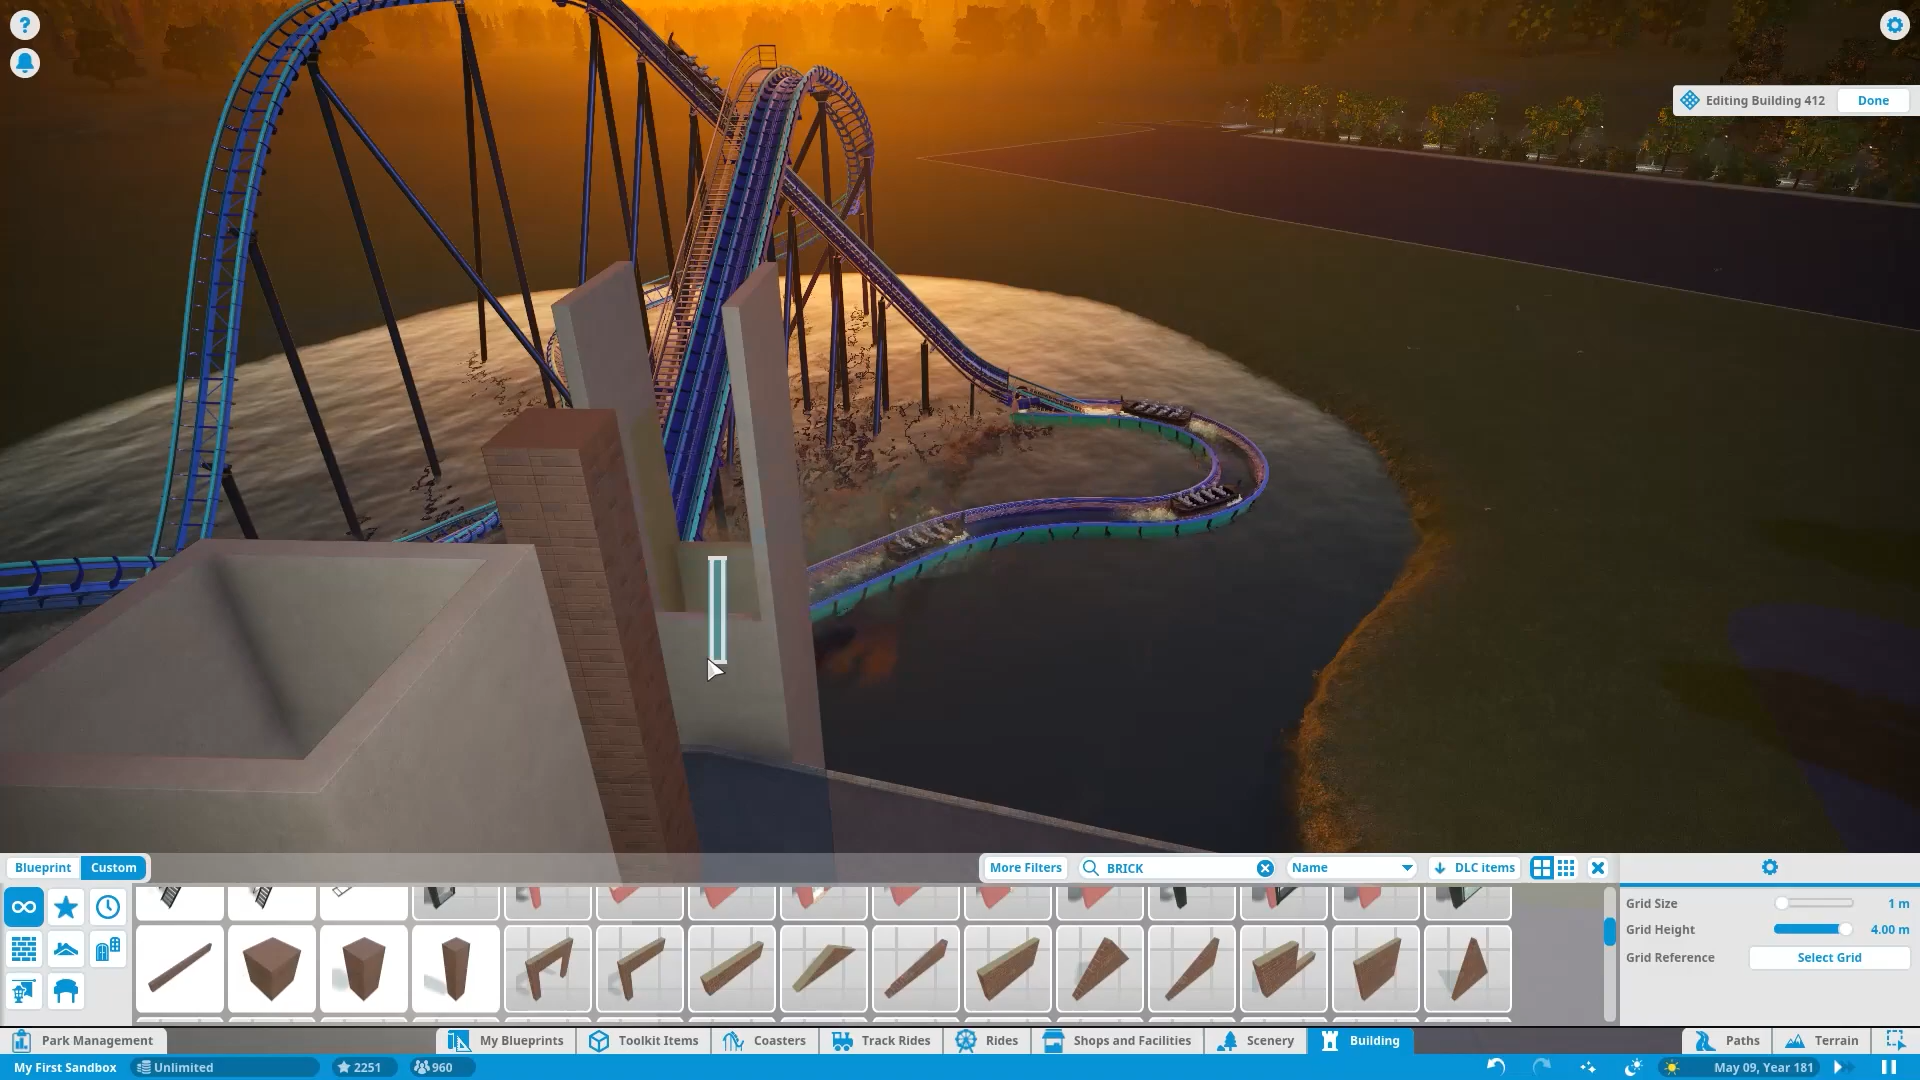 ?
Editing Building 412 Done
Blueprint Custom More Filters BRICK Name DLC items
Grid Size 1 m
Grid Height 4.00 m
Grid Reference Select Grid
Park Management My Blueprints Toolkit Items Coasters Track Rides Rides Shops and Facilities Scenery Building Paths Terrain
My First Sandbox Unlimited 2251 960 May 09, Year 181